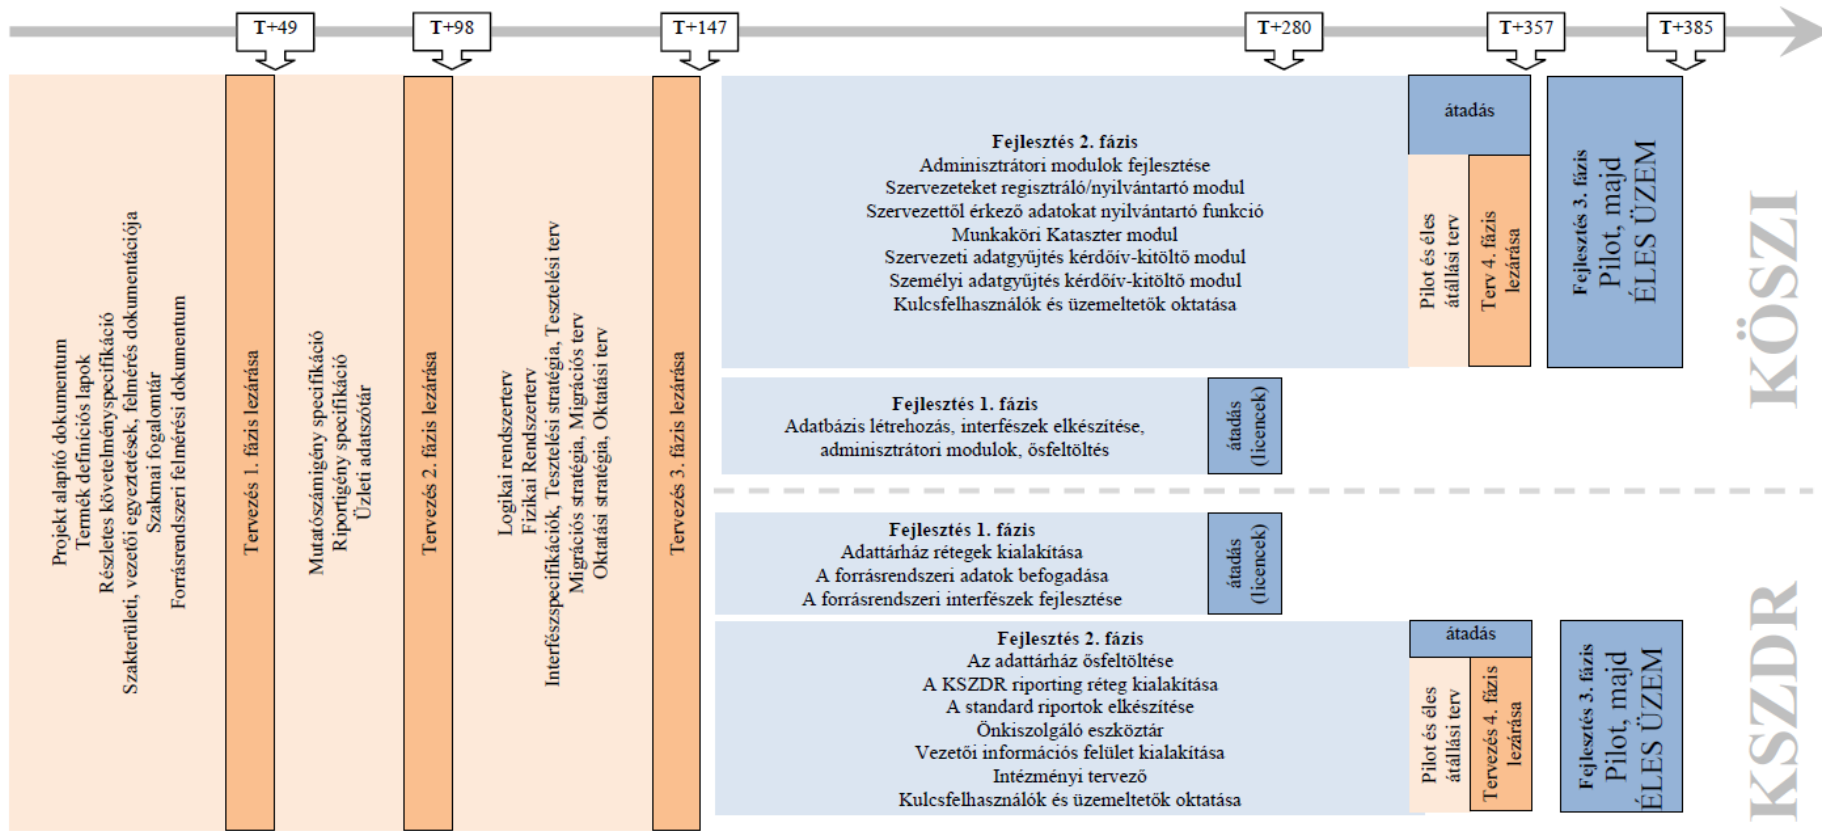 T+49
T+98
T+147
T+280
T+357
T+385
Projekt alapító dokumentum
Termék definíciós lapok
Részletes követelményspecifikáció
Szakterületi, vezetői egyeztetések, felmérés dokumentációja
Szakmai fogalomtár
Forrásrendszeri felmérési dokumentum
Tervezés 1. fázis lezárása
Mutatószámigény specifikáció
Riportigény specifikáció
Üzleti adatszótár
Tervezés 2. fázis lezárása
Logikai rendszerterv
Fizikai Rendszerterv
Interfészspecifikációk, Tesztelési stratégia, Tesztelési terv
Migrációs stratégia, Migrációs terv
Oktatási stratégia, Oktatási terv
Tervezés 3. fázis lezárása
Fejlesztés 2. fázis
Adminisztrátori modulok fejlesztése
Szervezeteket regisztráló/nyilvántartó modul
Szervezettől érkező adatokat nyilvántartó funkció
Munkaköri Kataszter modul
Szervezeti adatgyűjtés kérdőív-kitöltő modul
Személyi adatgyűjtés kérdőív-kitöltő modul
Kulcsfelhasználók és üzemeltetők oktatása
átadás
Pilot és éles
átállási terv
Terv 4. fázis
lezárása
Fejlesztés 3. fázis
Pilot, majd
ÉLES ÜZEM
KÖSZI
Fejlesztés 1. fázis
Adatbázis létrehozás, interfészek elkészítése,
adminisztrátori modulok, ősfeltöltés
átadás
(licencek)
Fejlesztés 1. fázis
Adattárház rétegek kialakítása
A forrásrendszeri adatok befogadása
A forrásrendszeri interfészek fejlesztése
átadás
(licencek)
Fejlesztés 2. fázis
Az adattárház ősfeltöltése
A KSZDR riporting réteg kialakítása
A standard riportok elkészítése
Önkiszolgáló eszköztár
Vezetői információs felület kialakítása
Intézményi tervező
Kulcsfelhasználók és üzemeltetők oktatása
átadás
Pilot és éles
átállási terv
Tervezés 4. fázis
lezárása
Fejlesztés 3. fázis
Pilot, majd
ÉLES ÜZEM
KSZDR